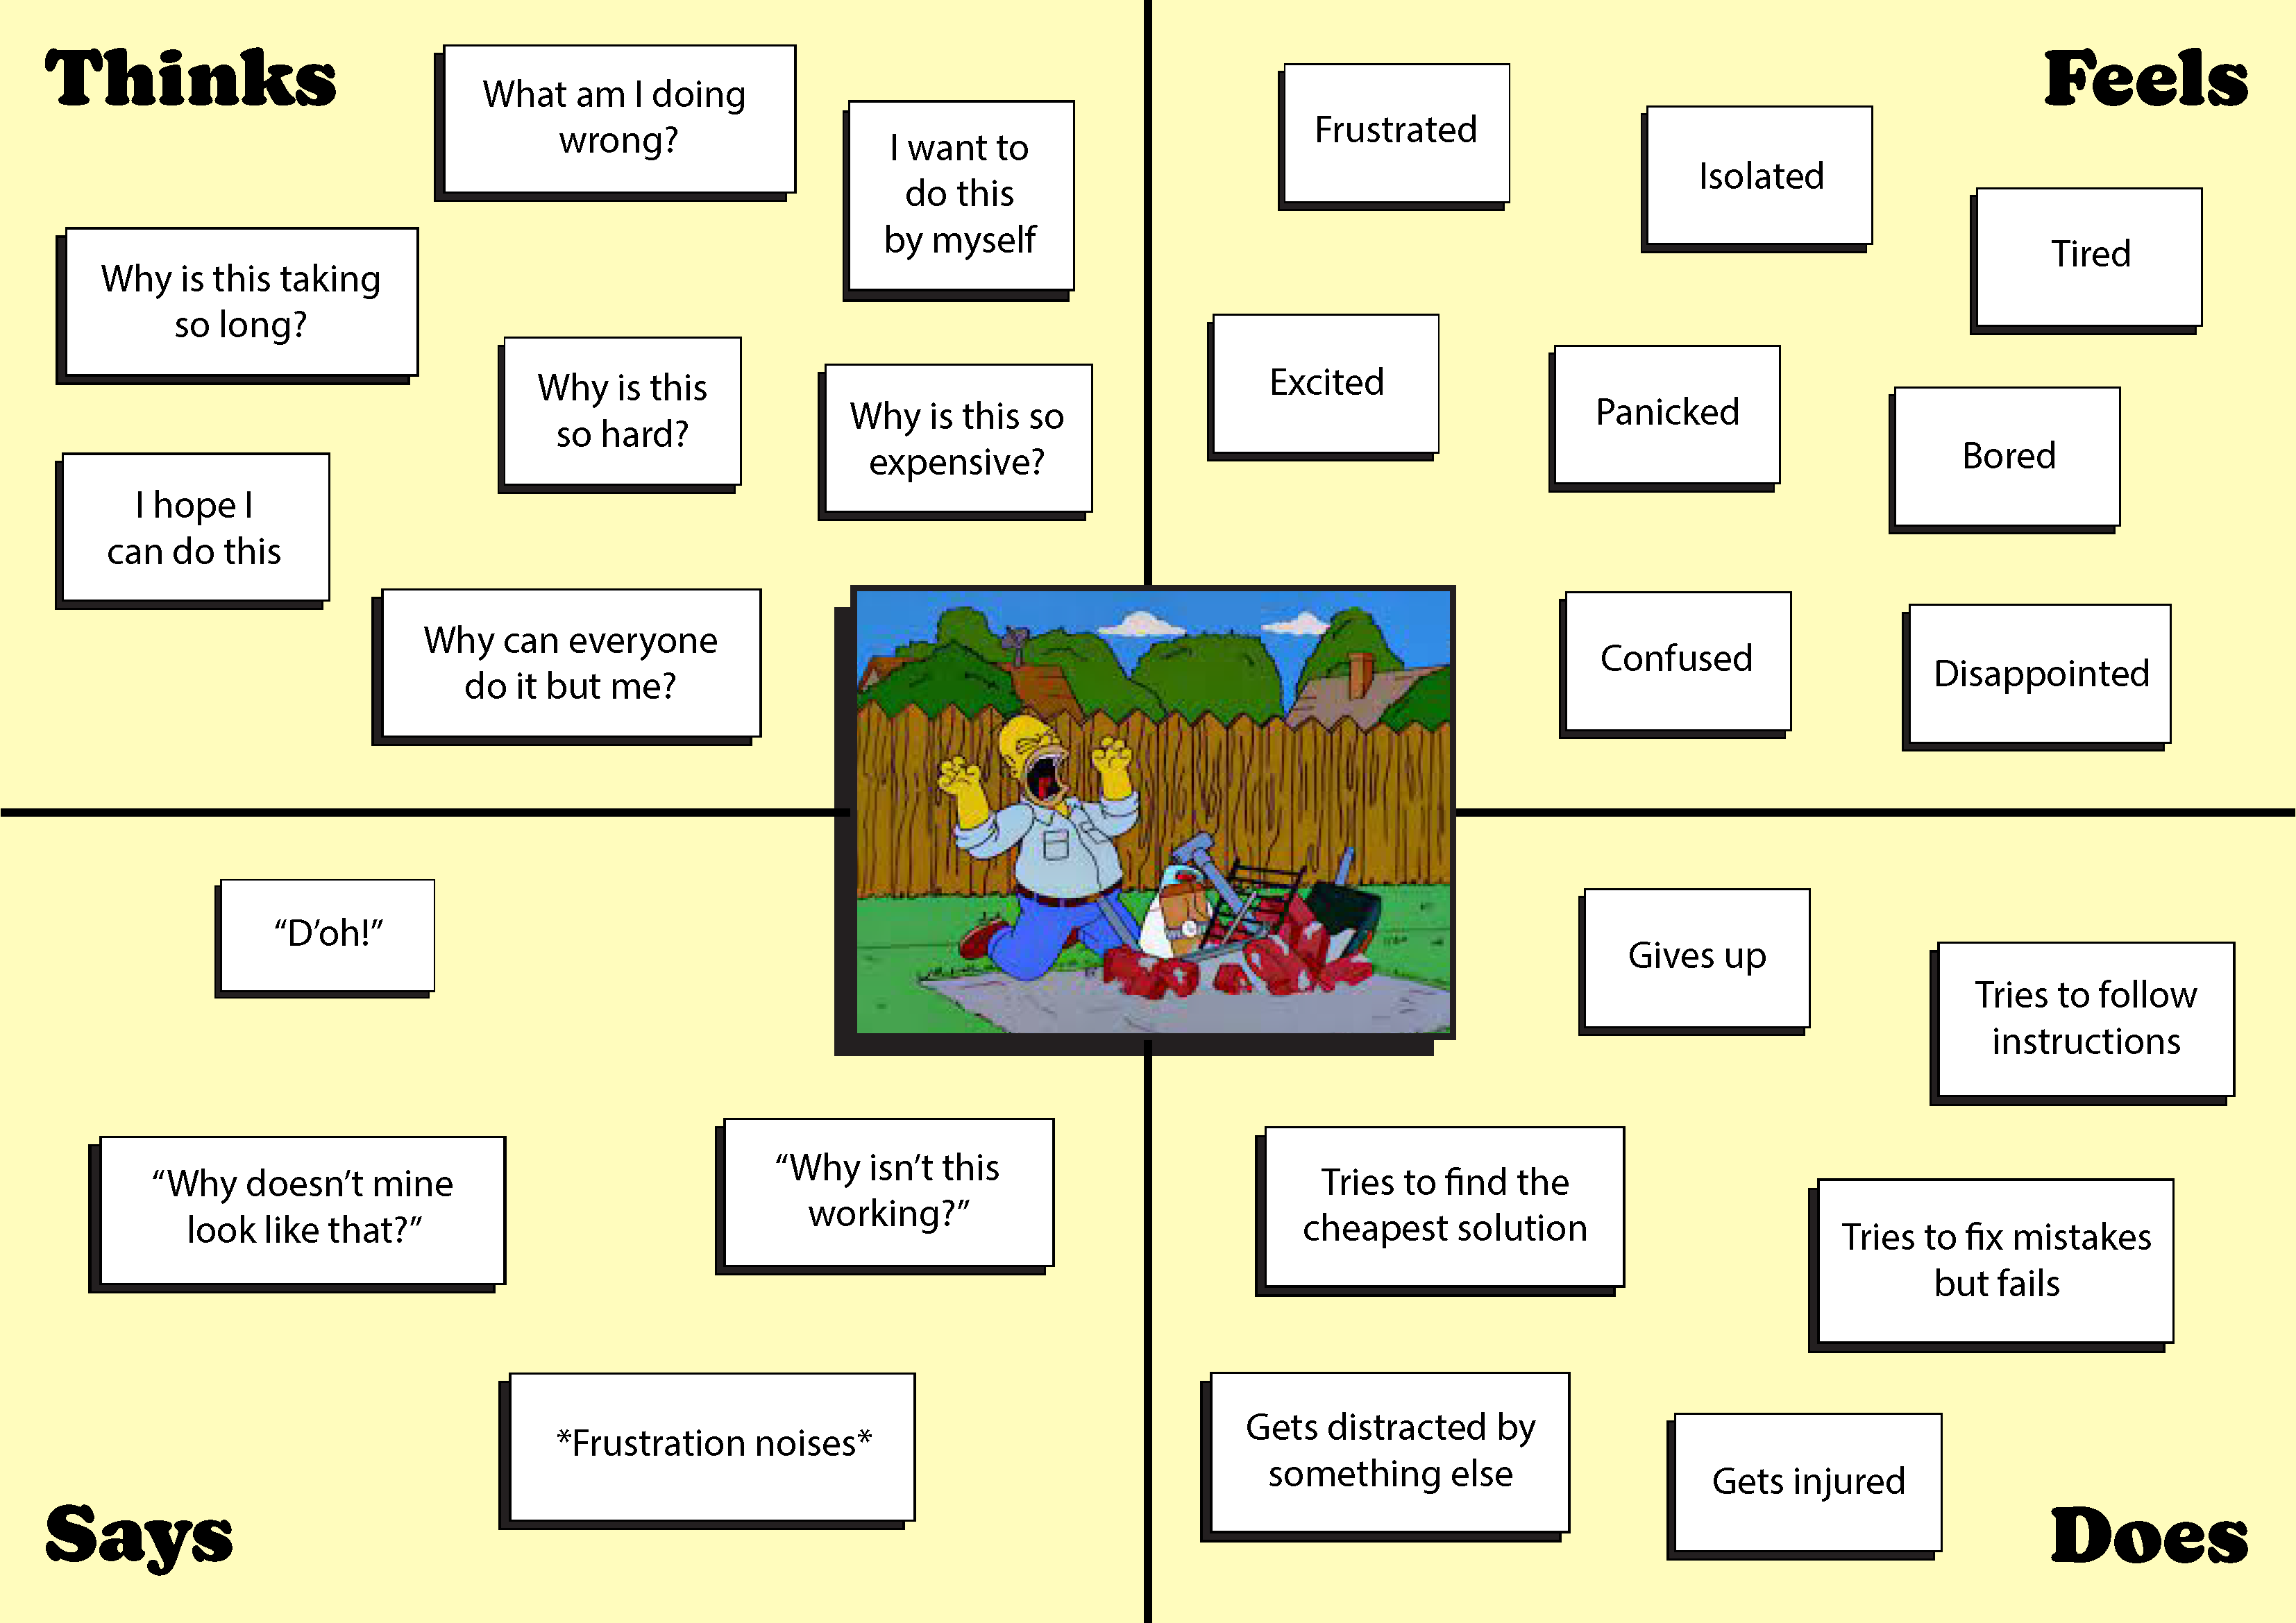 Thinks
What am I doing
wrong?
I want to
do this
by myself
Why is this taking
so long?
Why is this
so hard?
Why is this so
expensive?
I hope I
can do this
Why can everyone
do it but me?
Feels
Frustrated
Isolated
Tired
Excited
Panicked
Bored
Confused
Disappointed
“D’oh!”
“Why doesn’t mine
look like that?”
“Why isn’t this
working?”
*Frustration noises*
Says
Gives up
Tries to follow
instructions
Tries to find the
cheapest solution
Tries to fix mistakes
but fails
Gets distracted by
something else
Gets injured
Does